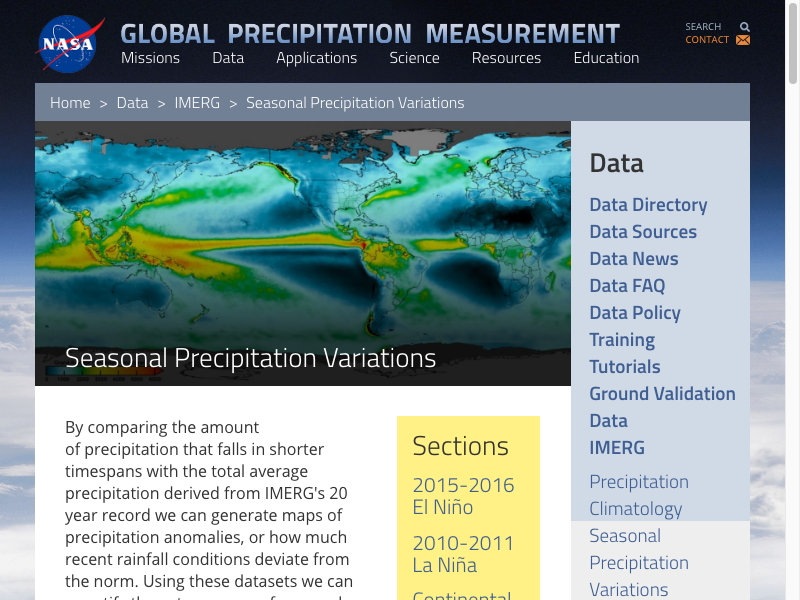 NASA
GLOBAL PRECIPITATION MEASUREMENT
SEARCH
CONTACT
Missions Data Applications Science Resources Education
Home > Data > IMERG > Seasonal Precipitation Variations
Seasonal Precipitation Variations
By comparing the amount
of precipitation that falls in shorter
timespans with the total average
precipitation derived from IMERG's 20
year record we can generate maps of
precipitation anomalies, or how much
recent rainfall conditions deviate from
the norm. Using these datasets we can
Sections
2015-2016
El Niño
2010-2011
La Niña
Continental
Data
Data Directory
Data Sources
Data News
Data FAQ
Data Policy
Training
Tutorials
Ground Validation
Data
IMERG
Precipitation
Climatology
Seasonal
Precipitation
Variations